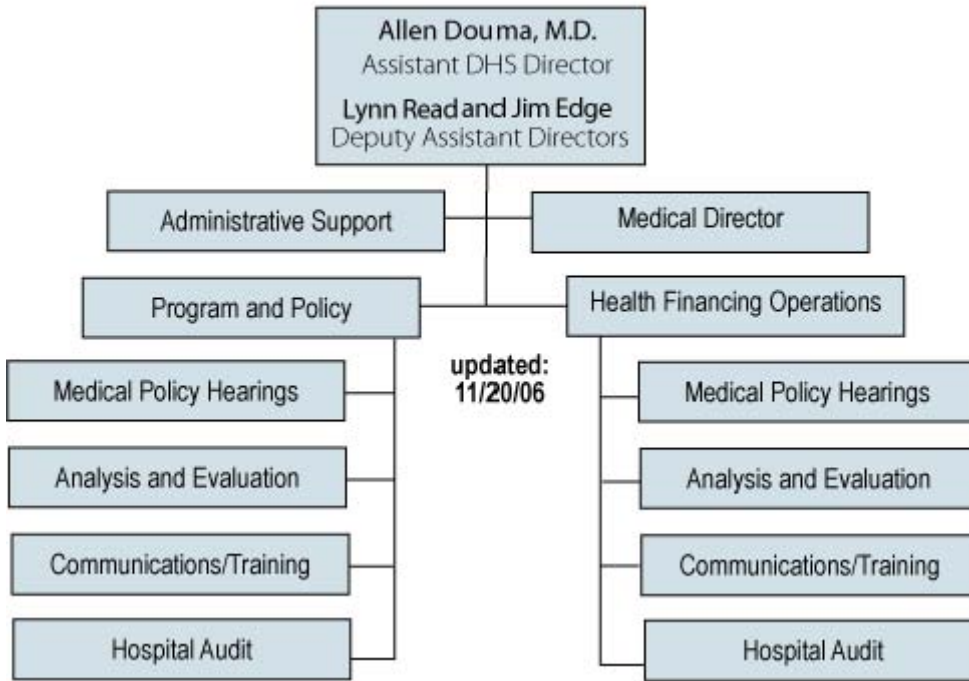 Allen Douma, M.D.
Assistant DHS Director
Lynn Read and Jim Edge
Deputy Assistant Directors
Administrative Support
Medical Director
Program and Policy
Health Financing Operations
updated:
11/20/06
Medical Policy Hearings
Medical Policy Hearings
Analysis and Evaluation
Analysis and Evaluation
Communications/Training
Communications/Training
Hospital Audit
Hospital Audit